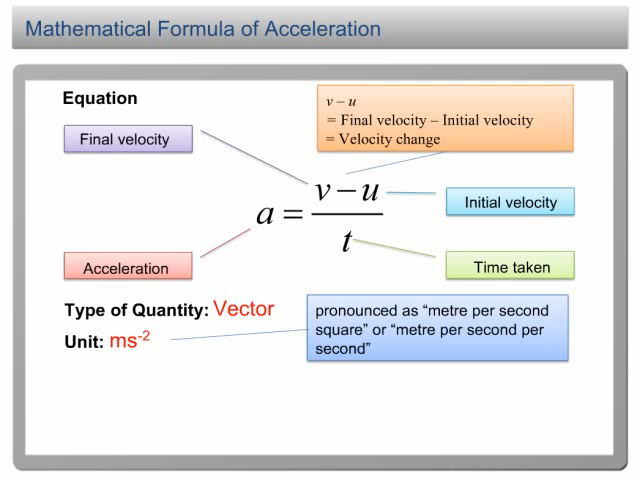 Mathematical Formula of Acceleration
Equation
v – u
= Final velocity – Initial velocity
= Velocity change
Final velocity
a = (v − u) / t
Initial velocity
Acceleration
Time taken
Type of Quantity: Vector
Unit: ms⁻²
pronounced as “metre per second
square” or “metre per second per
second”